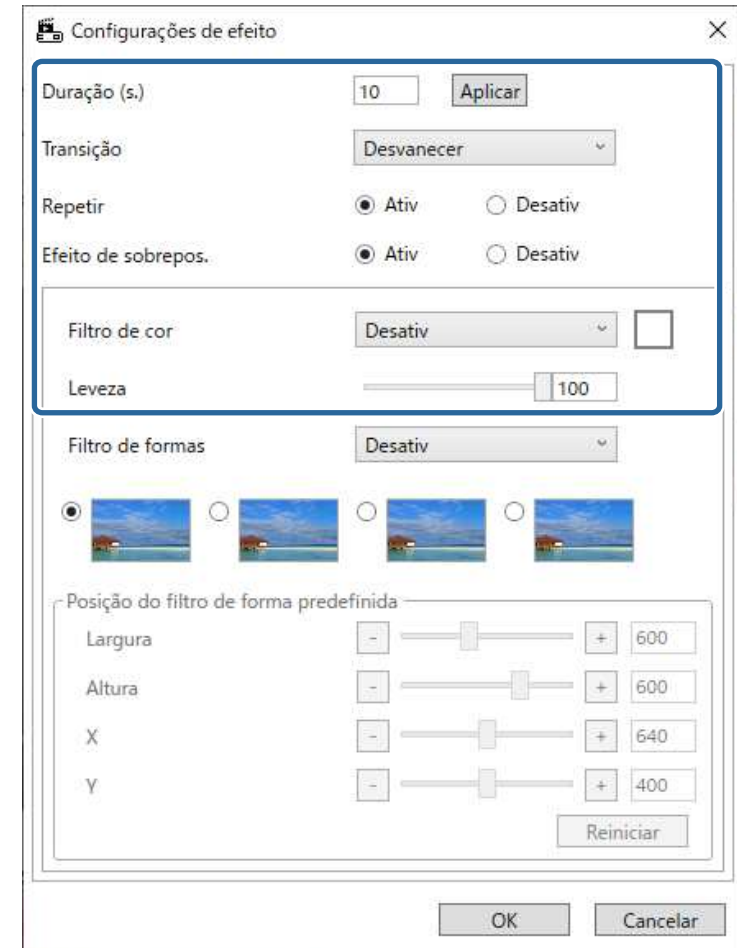 Configurações de efeito
Duração (s.) 10 Aplicar
Transição Desvanecer
Repetir Ativ Desativ
Efeito de sobrepos. Ativ Desativ
Filtro de cor Desativ
Leveza 100
Filtro de formas Desativ
Posição do filtro de forma predefinida
Largura - + 600
Altura - + 600
X - + 640
Y - + 400
Reiniciar
OK Cancelar